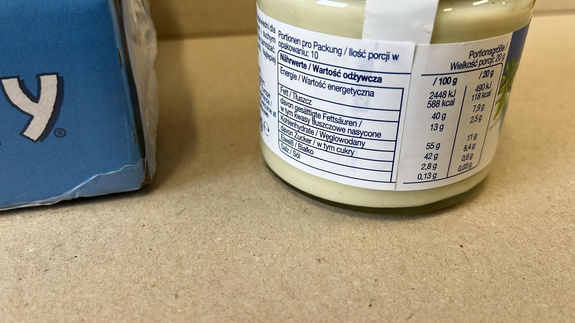 y®
Portionen pro Packung / Ilość porcji w
opakowaniu: 10
Nährwerte / Wartość odżywcza
Energie / Wartość energetyczna
Fett / Tłuszcz
davon gesättigte Fettsäuren /
w tym kwasy tłuszczowe nasycone
Kohlenhydrate / Węglowodany
davon Zucker / w tym cukry
Eiweiß / Białko
Salz / Sól
Portionsgröße /
Wielkość porcji: 20 g
/ 100 g / 20 g
2448 kJ 490 kJ
588 kcal 118 kcal
40 g 7,9 g
13 g 2,5 g
55 g 11 g
42 g 8,4 g
2,8 g 0,6 g
0,13 g 0,03 g